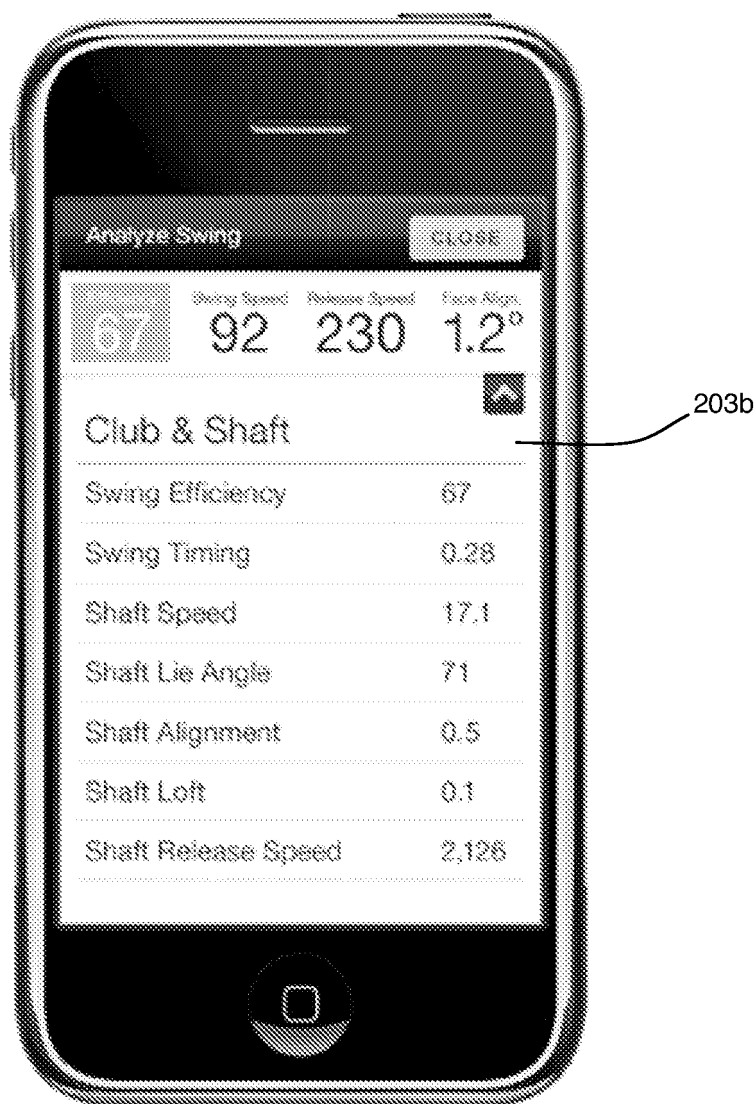 Analyze Swing CLOSE
Swing Speed Release Speed Face Align.
67 92 230 1.2°
Club & Shaft
203b
Swing Efficiency 67
Swing Timing 0.28
Shaft Speed 17.1
Shaft Lie Angle 71
Shaft Alignment 0.5
Shaft Loft 0.1
Shaft Release Speed 2,126